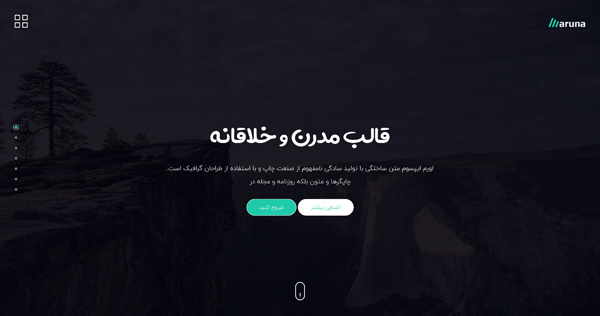 maruna
قالب مدرن و خلاقانه
لورم ایپسوم متن ساختگی با تولید سادگی نامفهوم از صنعت چاپ و با استفاده از طراحان گرافیک است.
چاپگرها و متون بلکه روزنامه و مجله در
آشنایی بیشتر
شروع کنید